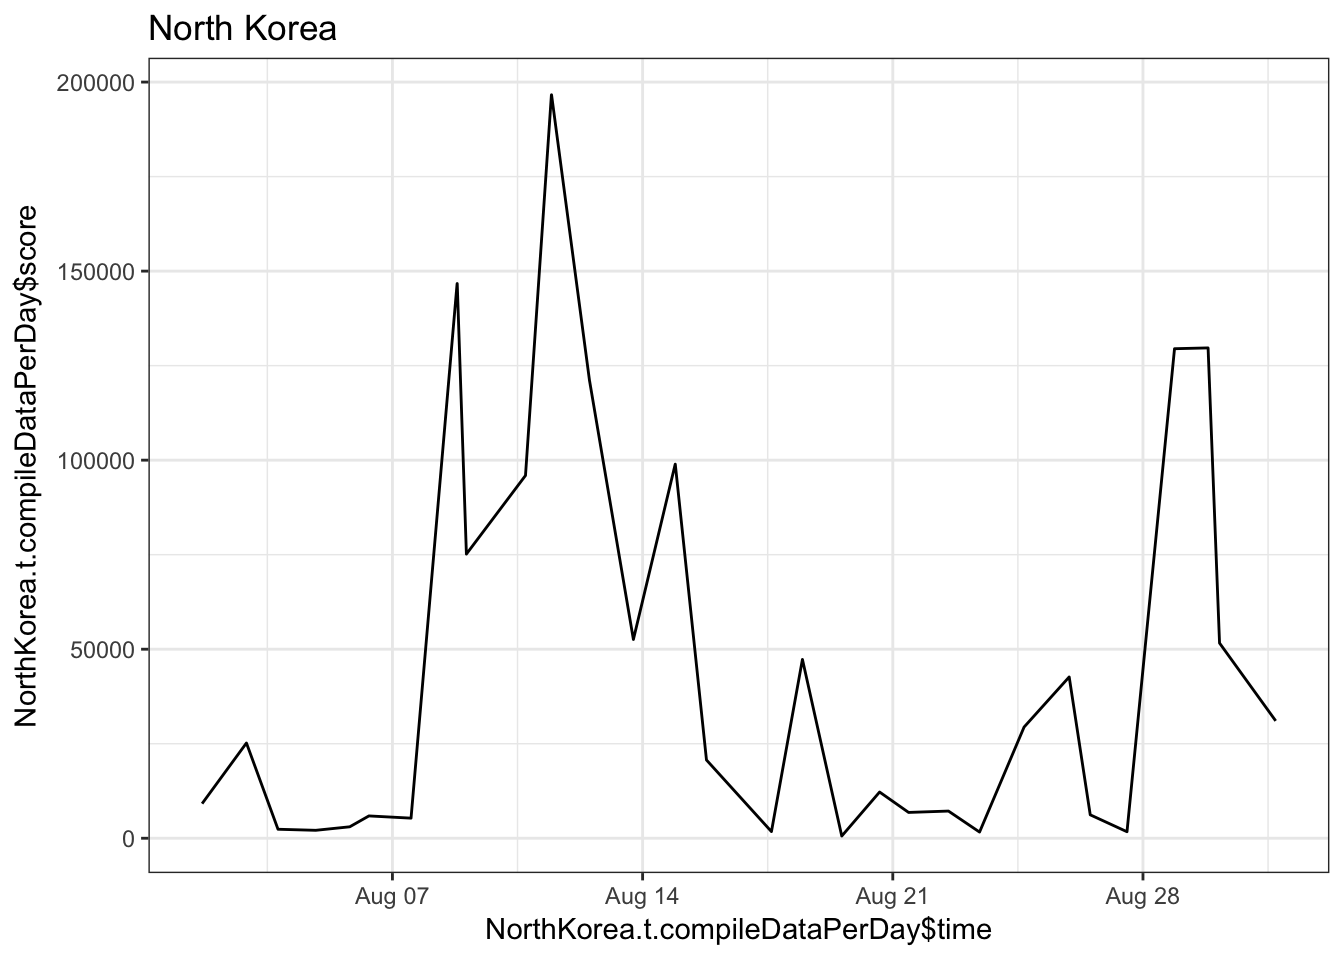 North Korea
200000
150000
100000
50000
0
NorthKorea.t.compileDataPerDay$score
Aug 07 Aug 14 Aug 21 Aug 28
NorthKorea.t.compileDataPerDay$time